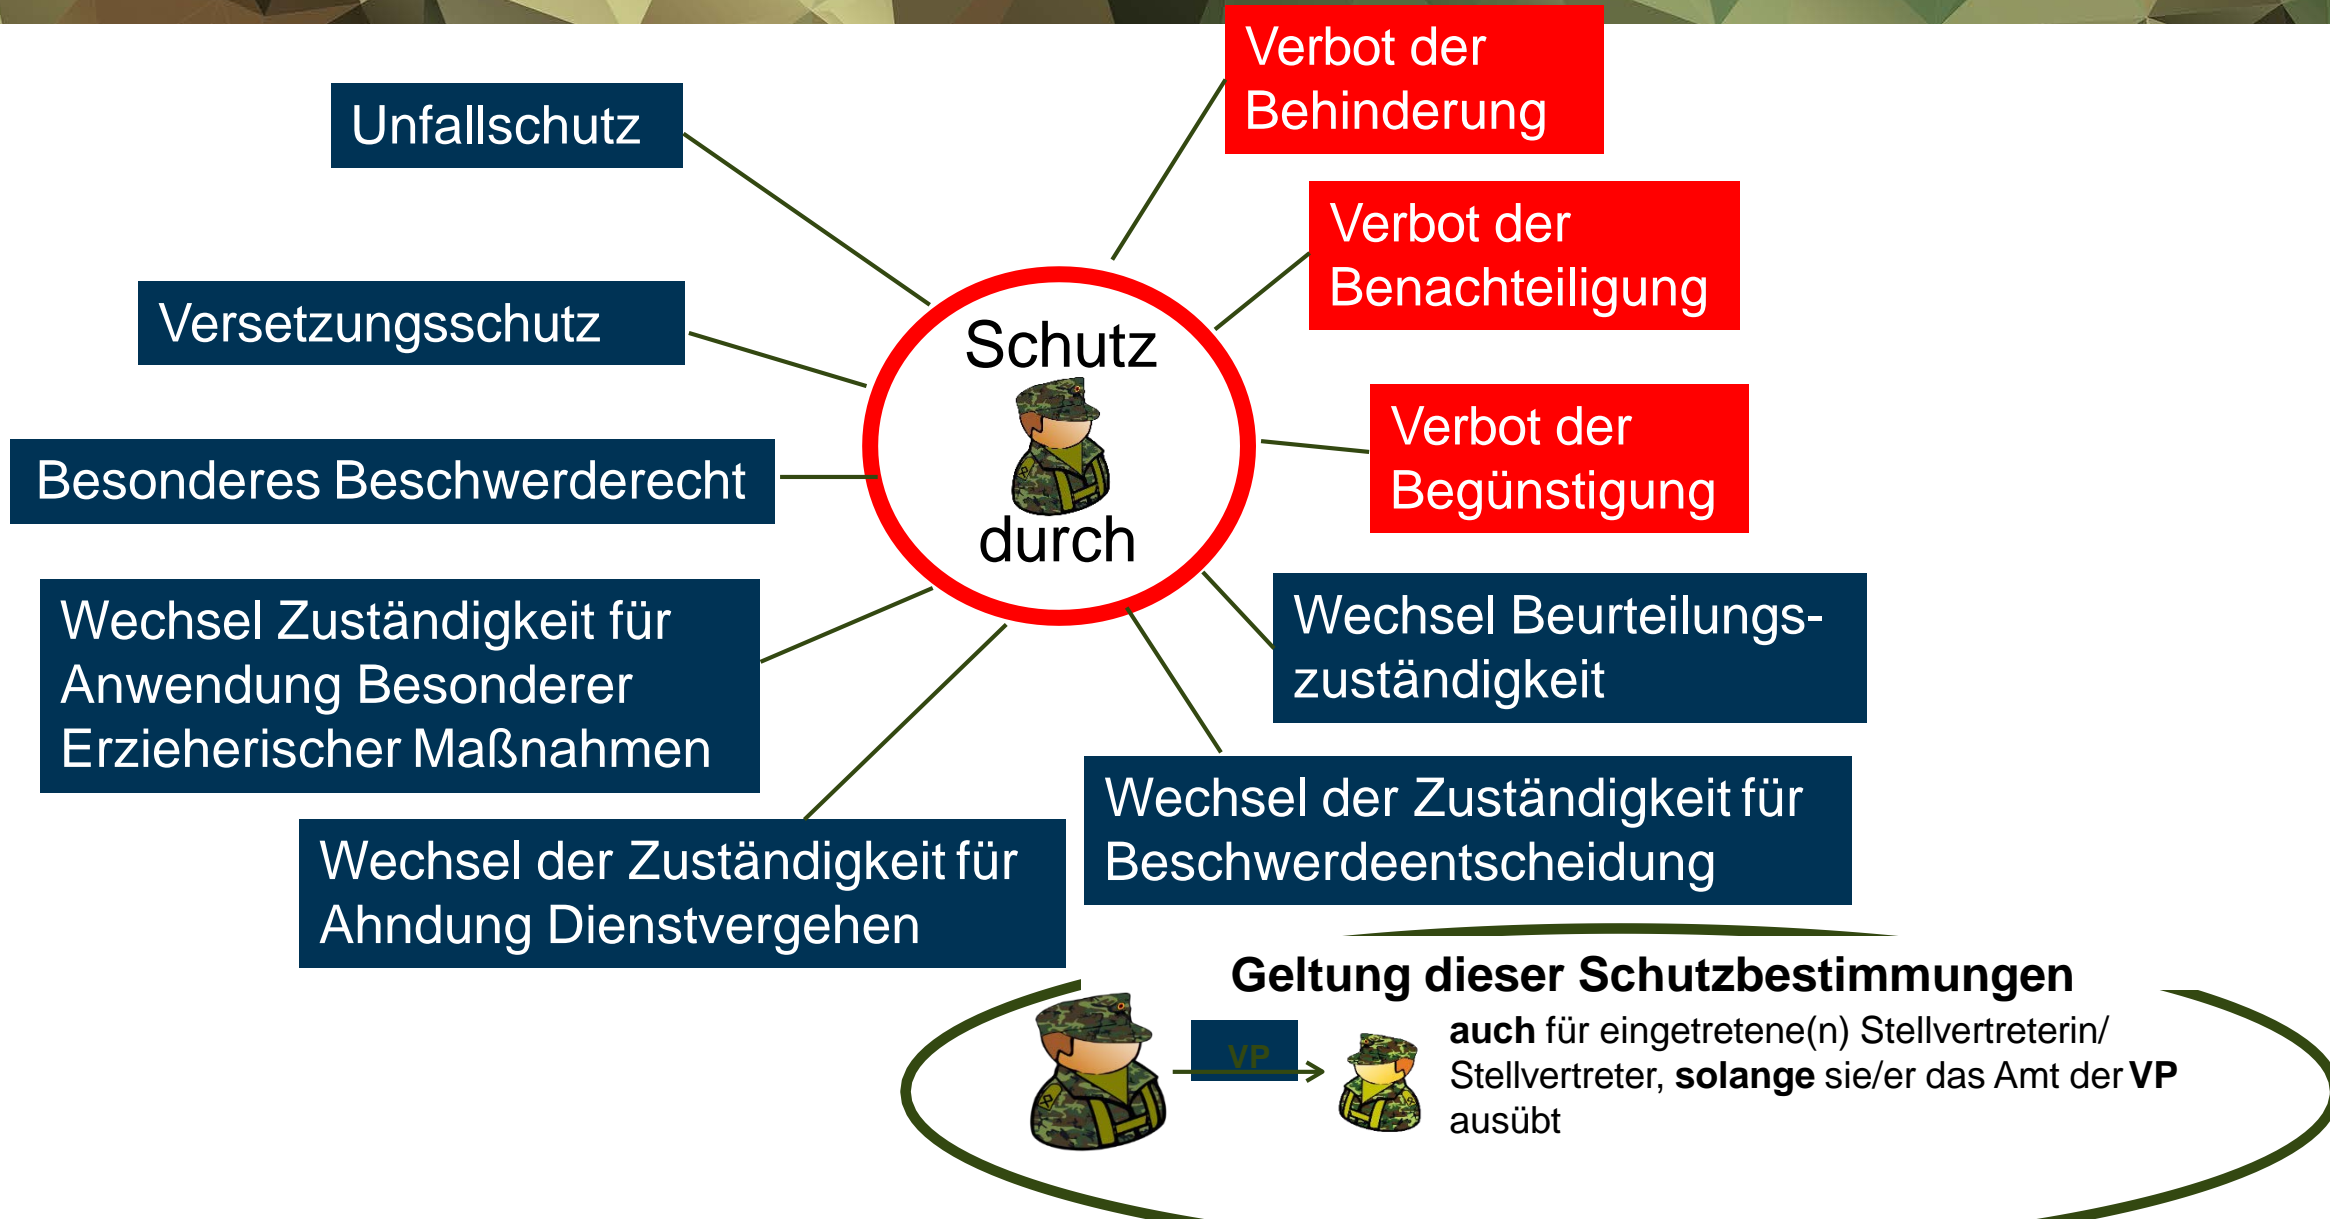 Verbot der
Behinderung
Unfallschutz
Verbot der
Benachteiligung
Versetzungsschutz
Schutz
durch
Verbot der
Begünstigung
Besonderes Beschwerderecht
Wechsel Zuständigkeit für
Anwendung Besonderer
Erzieherischer Maßnahmen
Wechsel Beurteilungs-
zuständigkeit
Wechsel der Zuständigkeit für
Beschwerdeentscheidung
Wechsel der Zuständigkeit für
Ahndung Dienstvergehen
Geltung dieser Schutzbestimmungen
VP
auch für eingetretene(n) Stellvertreterin/
Stellvertreter, solange sie/er das Amt der VP
ausübt